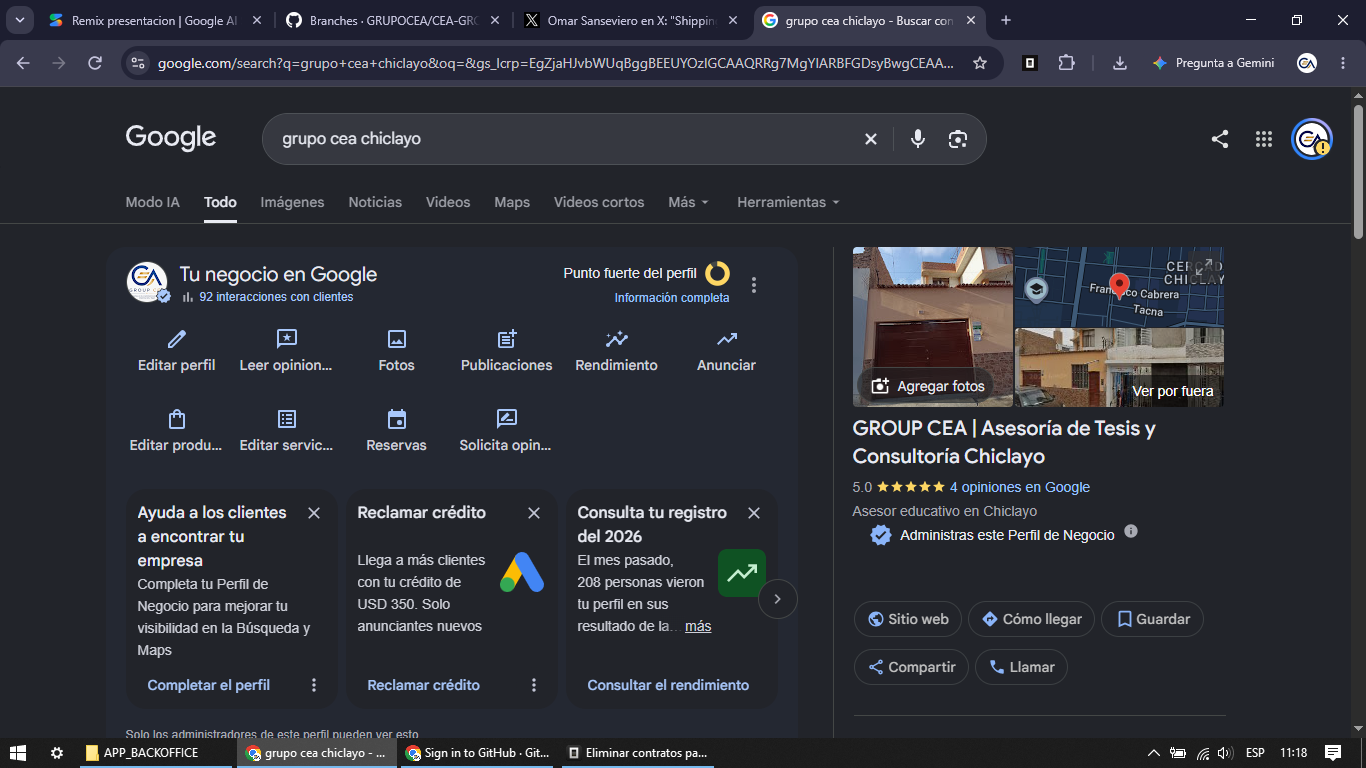 Remix presentacion | Google AI
Branches · GRUPOCEA/CEA-GRO
Omar Sanseviero en X: "Shipping
grupo cea chiclayo - Buscar con
google.com/search?q=grupo+cea+chiclayo&oq=&gs_lcrp=EgZjaHJvbWUqBggBEEUYOzIGCAAQRRg7MgYIARBFGDsyBwgCEAA...
Pregunta a Gemini
Google
grupo cea chiclayo
Modo IA
Todo
Imágenes
Noticias
Videos
Maps
Videos cortos
Más
Herramientas
Tu negocio en Google
92 interacciones con clientes
Punto fuerte del perfil
Información completa
Editar perfil
Leer opinion...
Fotos
Publicaciones
Rendimiento
Anunciar
Editar produ...
Editar servic...
Reservas
Solicita opin...
Ayuda a los clientes
a encontrar tu
empresa
Completa tu Perfil de
Negocio para mejorar tu
visibilidad en la Búsqueda y
Maps
Completar el perfil
Reclamar crédito
Llega a más clientes
con tu crédito de
USD 350. Solo
anunciantes nuevos
Reclamar crédito
Consulta tu registro
del 2026
El mes pasado,
208 personas vieron
tu perfil en sus
resultado de la... más
Consultar el rendimiento
Solo los administradores de este perfil pueden ver esto
Agregar fotos
CERCAD
CHICLAY
Francisco Cabrera
Tacna
Ver por fuera
GROUP CEA | Asesoría de Tesis y
Consultoría Chiclayo
5.0
4 opiniones en Google
Asesor educativo en Chiclayo
Administras este Perfil de Negocio
Sitio web
Cómo llegar
Guardar
Compartir
Llamar
APP_BACKOFFICE
grupo cea chiclayo - ...
Sign in to GitHub · Git...
Eliminar contratos pa...
ESP
11:18